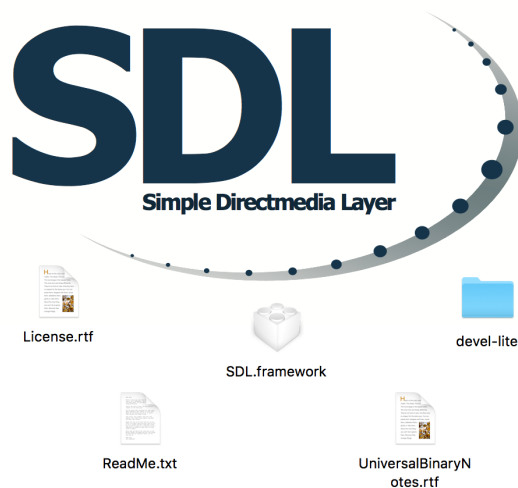 SDL
Simple Directmedia Layer
License.rtf
SDL.framework
devel-lite
ReadMe.txt
UniversalBinaryN
otes.rtf